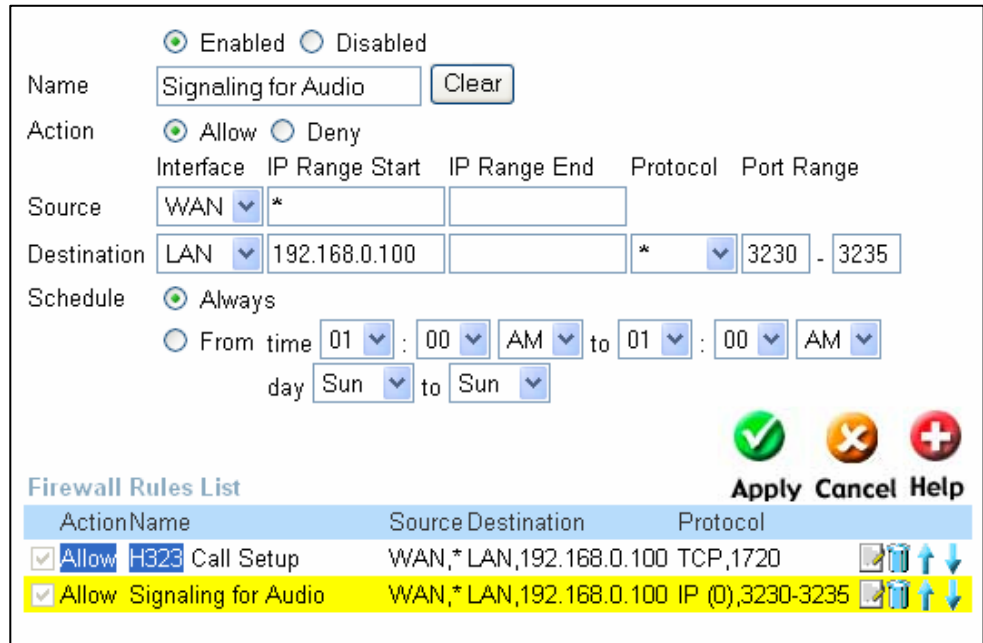 Enabled Disabled
Name Signaling for Audio Clear
Action Allow Deny
Interface IP Range Start IP Range End Protocol Port Range
Source WAN *
Destination LAN 192.168.0.100 * 3230 - 3235
Schedule Always
From time 01 : 00 AM to 01 : 00 AM
day Sun to Sun
Apply Cancel Help
Firewall Rules List
Action Name Source Destination Protocol
Allow H323 Call Setup WAN,* LAN,192.168.0.100 TCP,1720
Allow Signaling for Audio WAN,* LAN,192.168.0.100 IP (0),3230-3235